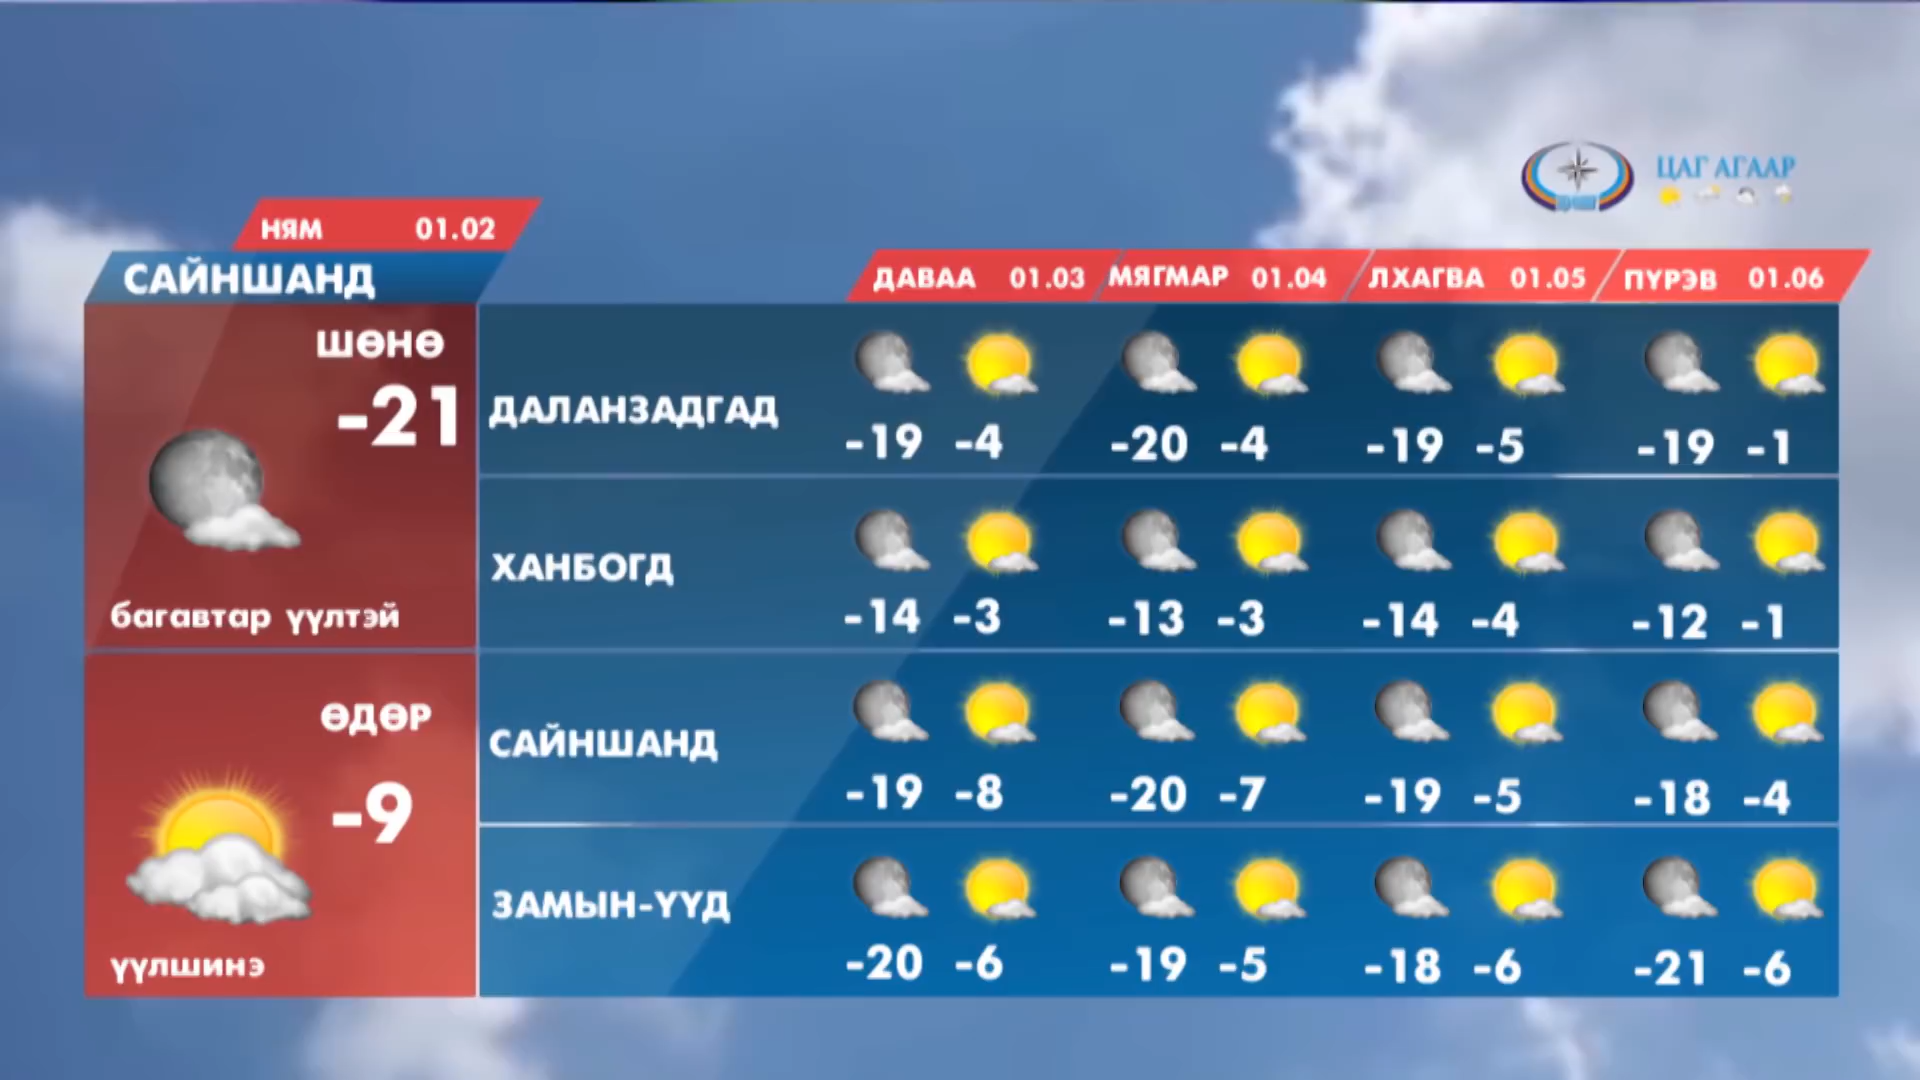 ЦАГ АГААР
НЯМ 01.02
САЙНШАНД
ШӨНӨ
-21
багавтар үүлтэй
ӨДӨР
-9
үүлшинэ
ДАВАА 01.03 МЯГМАР 01.04 ЛХАГВА 01.05 ПҮРЭВ 01.06
ДАЛАНЗАДГАД
-19 -4 -20 -4 -19 -5 -19 -1
ХАНБОГД
-14 -3 -13 -3 -14 -4 -12 -1
САЙНШАНД
-19 -8 -20 -7 -19 -5 -18 -4
ЗАМЫН-ҮҮД
-20 -6 -19 -5 -18 -6 -21 -6